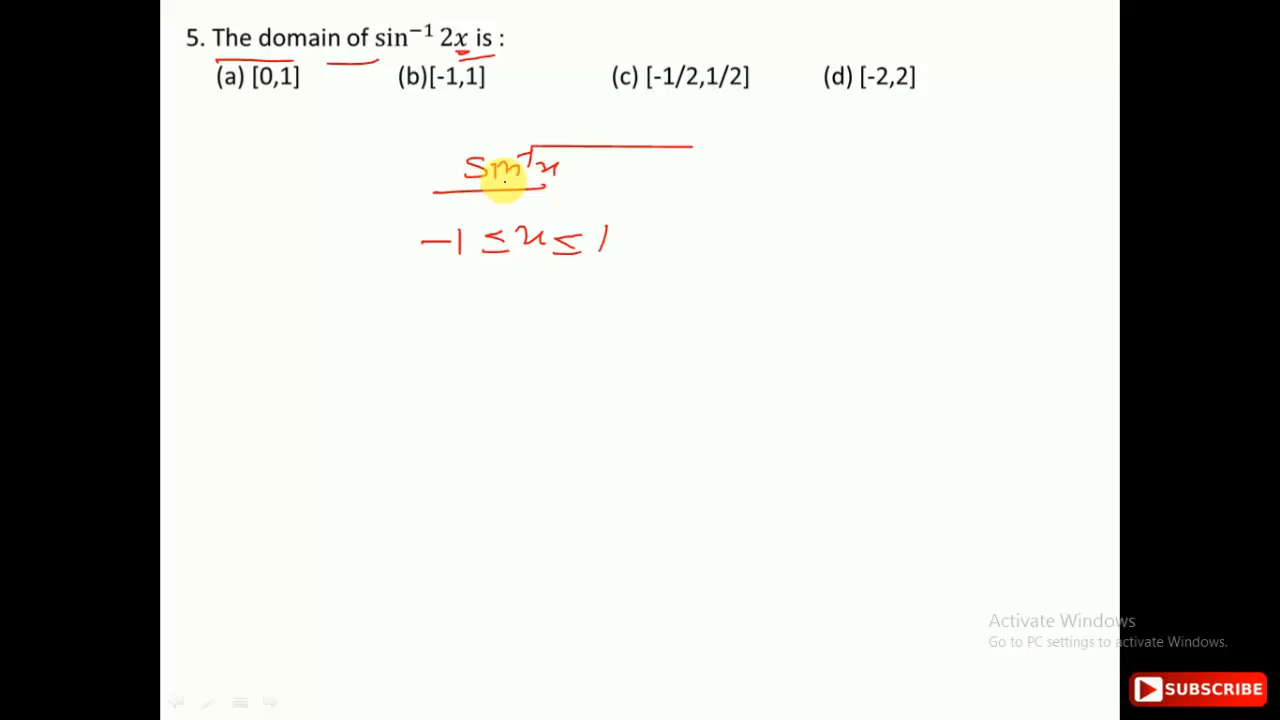 5. The domain of sin⁻¹ 2x is :
(a) [0,1] (b)[-1,1] (c) [-1/2,1/2] (d) [-2,2]
sin⁻¹x
-1 ≤ x ≤ 1
Activate Windows
Go to PC settings to activate Windows.
SUBSCRIBE